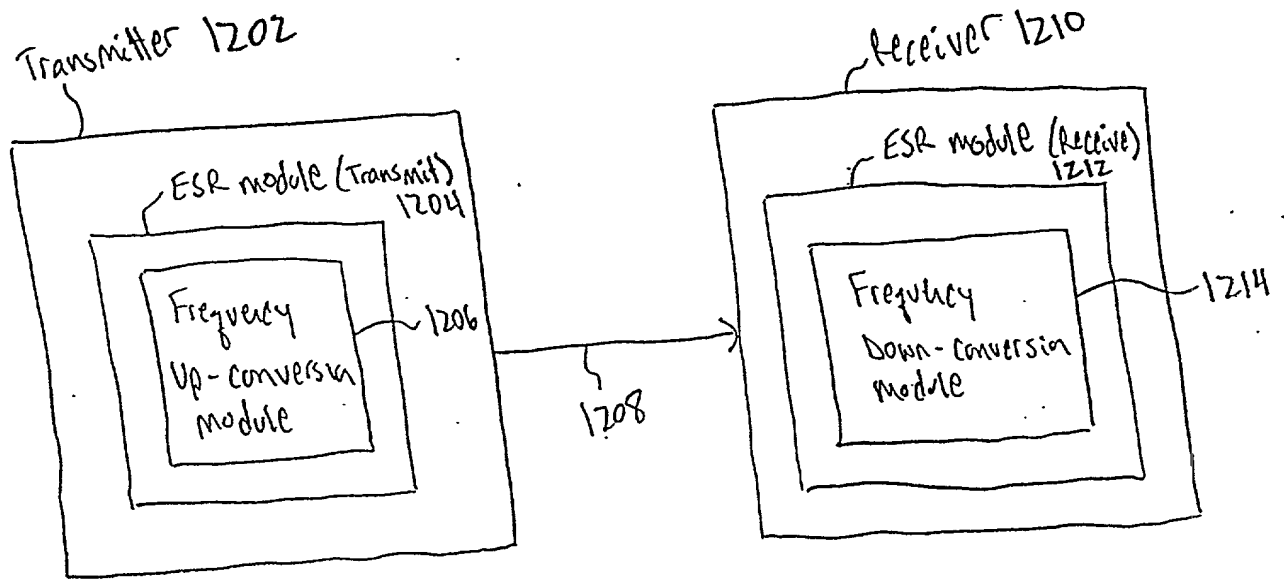 Transmitter 1202
ESR module (Transmit)
1204
Frequency
Up-conversion
module
1206
1208
Receiver 1210
ESR module (Receive)
1212
Frequency
Down-conversion
module
1214